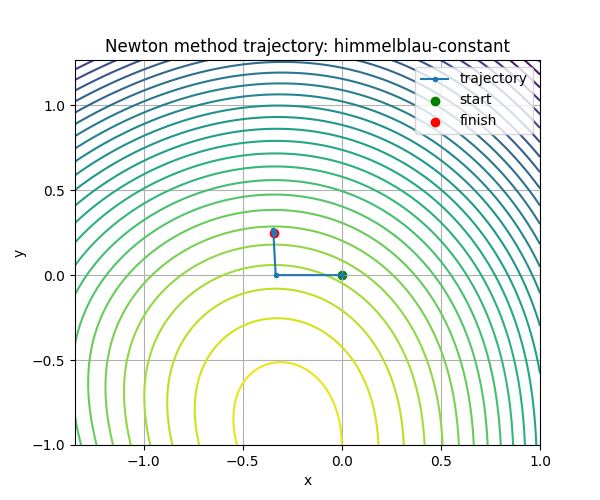 Newton method trajectory: himmelblau-constant
trajectory
start
finish
1.0
0.5
0.0
−0.5
−1.0
y
−1.0
−0.5
0.0
0.5
1.0
x